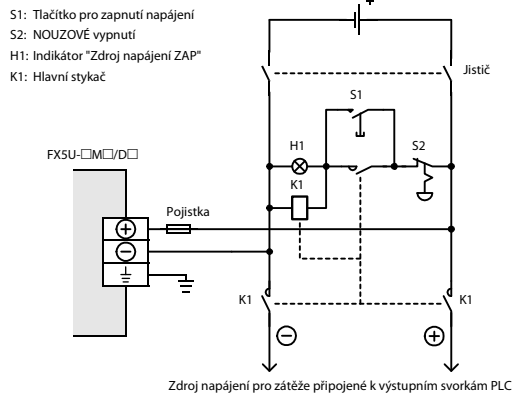 S1: Tlačítko pro zapnutí napájení
S2: NOUZOVÉ vypnutí
H1: Indikátor "Zdroj napájení ZAP"
K1: Hlavní stykač
+
Jistič
S1
H1
S2
FX5U-□M□/D□
K1
Pojistka
+
−
K1
K1
−
+
Zdroj napájení pro zátěže připojené k výstupním svorkám PLC